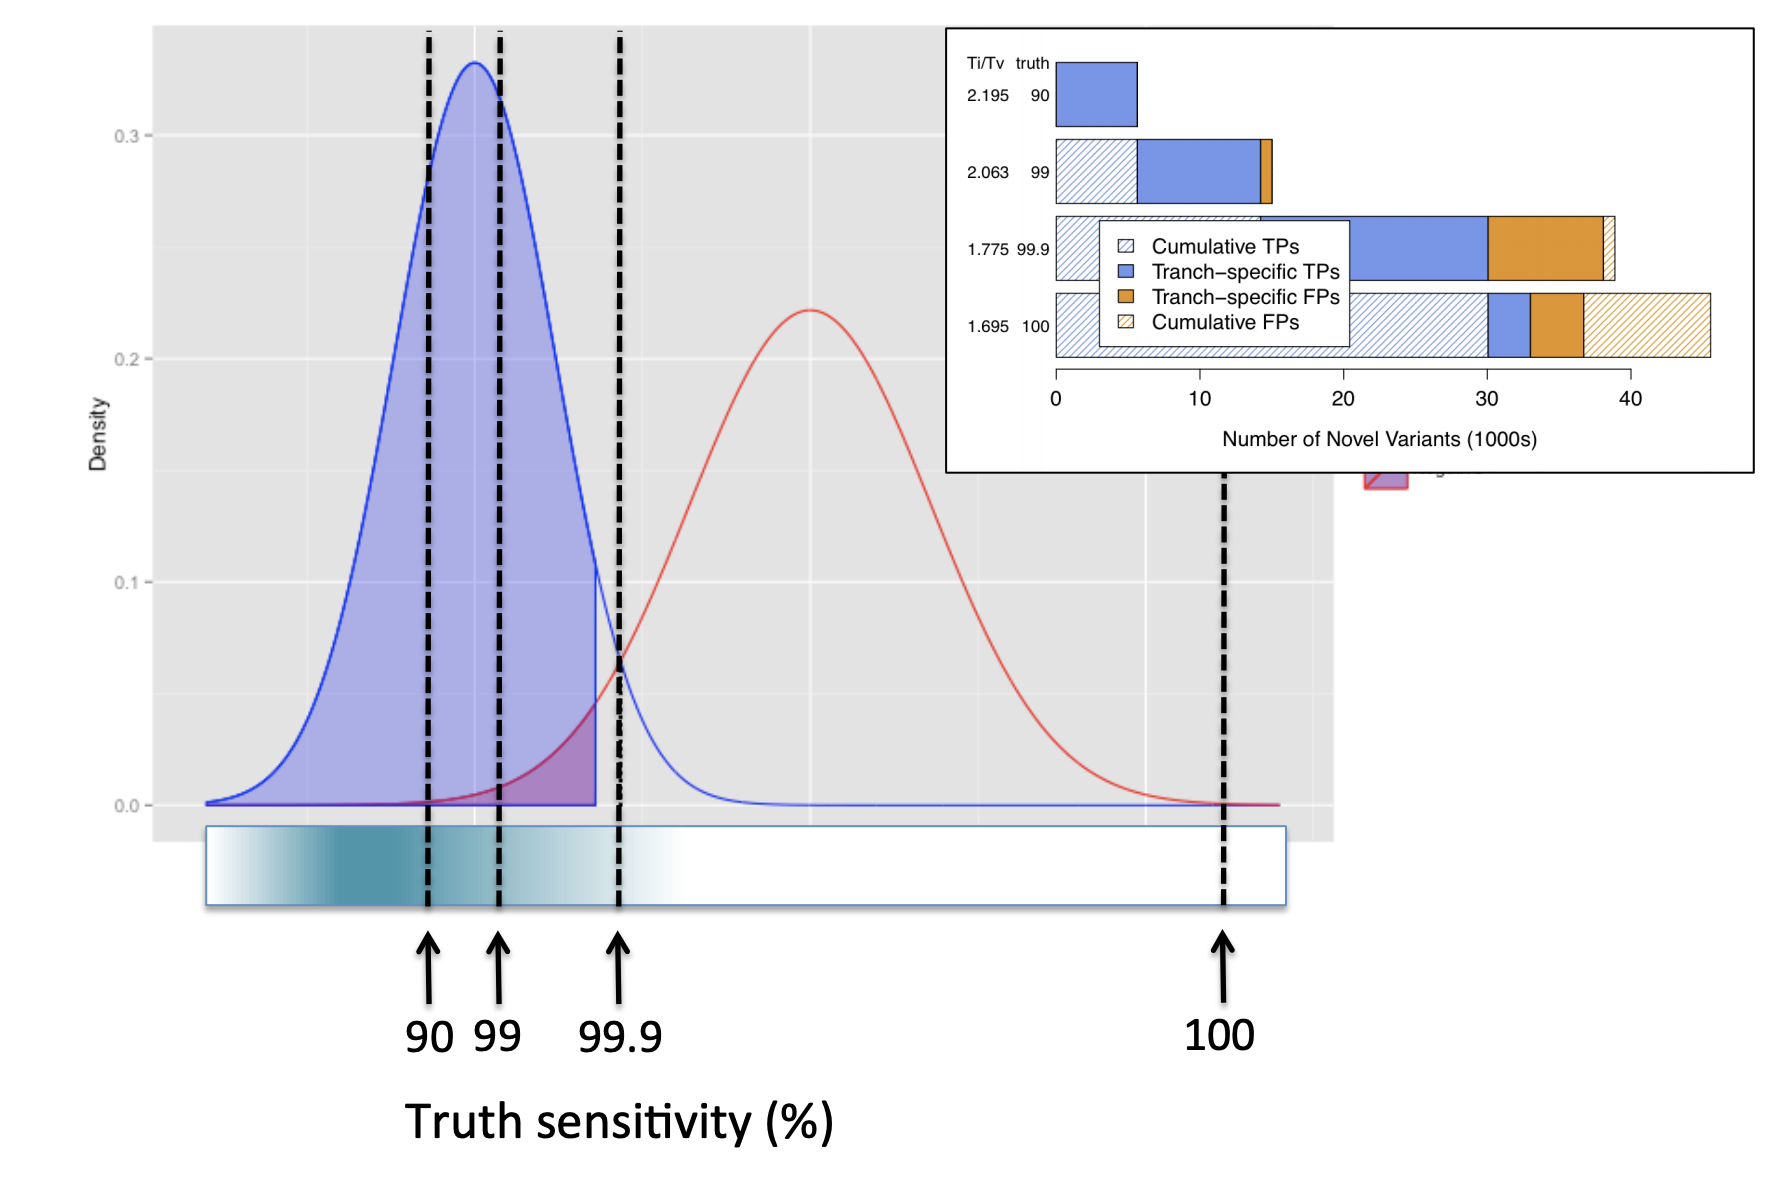 Ti/Tv truth
2.195 90
2.063 99
1.775 99.9
1.695 100
Cumulative TPs
Tranch−specific TPs
Tranch−specific FPs
Cumulative FPs
0 10 20 30 40
Number of Novel Variants (1000s)
0.3
0.2
0.1
0.0
Density
90 99 99.9 100
Truth sensitivity (%)